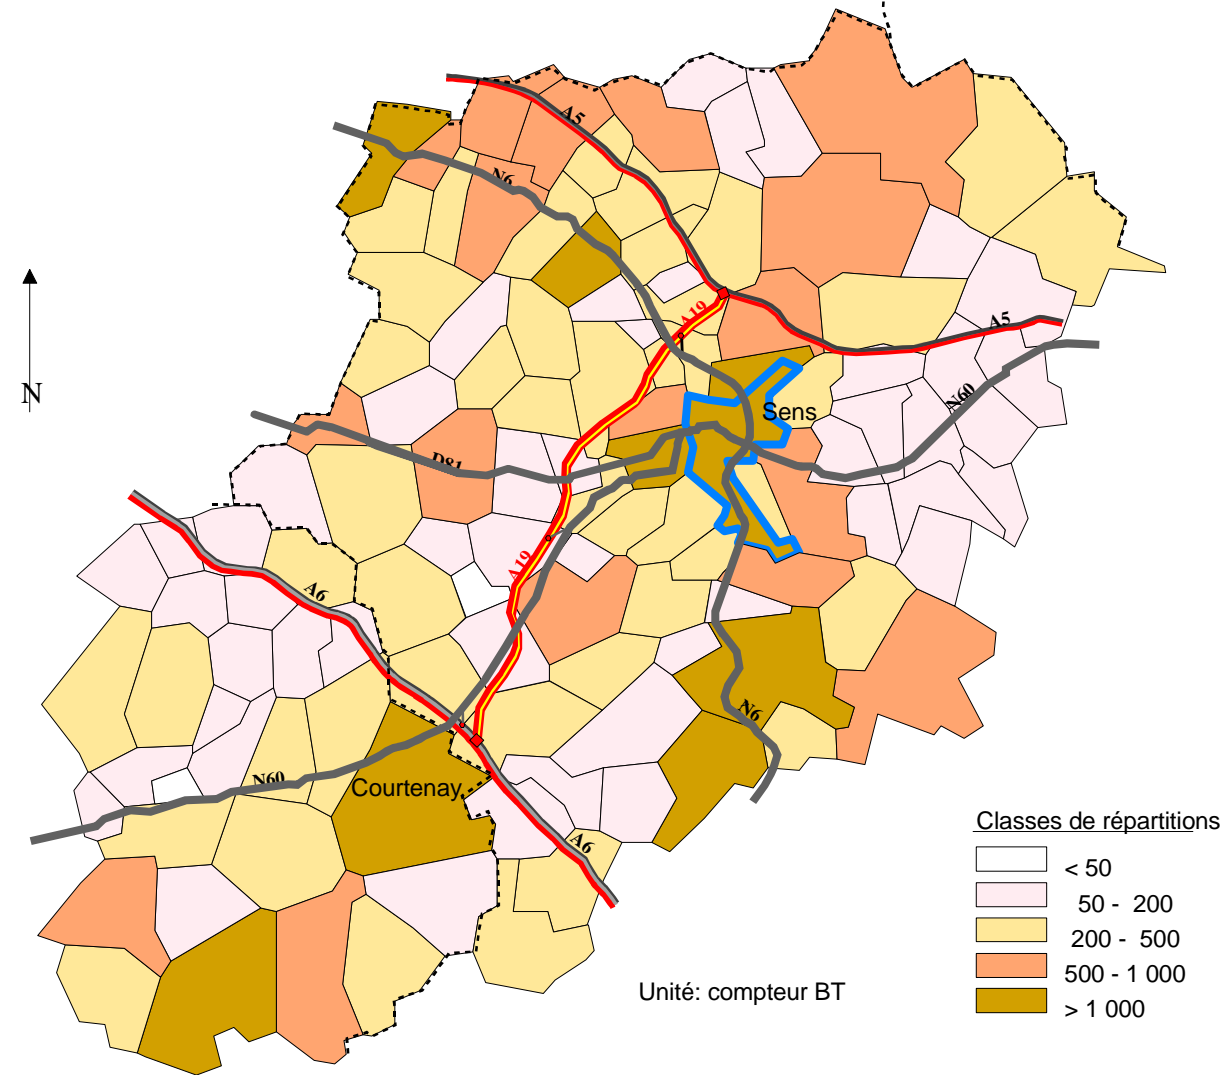 A5
N6
A19
A5
N
N60
Sens
D81
A19
A6
N6
N60
Courtenay
A6
Classes de répartitions
< 50
50 - 200
200 - 500
500 - 1 000
> 1 000
Unité: compteur BT